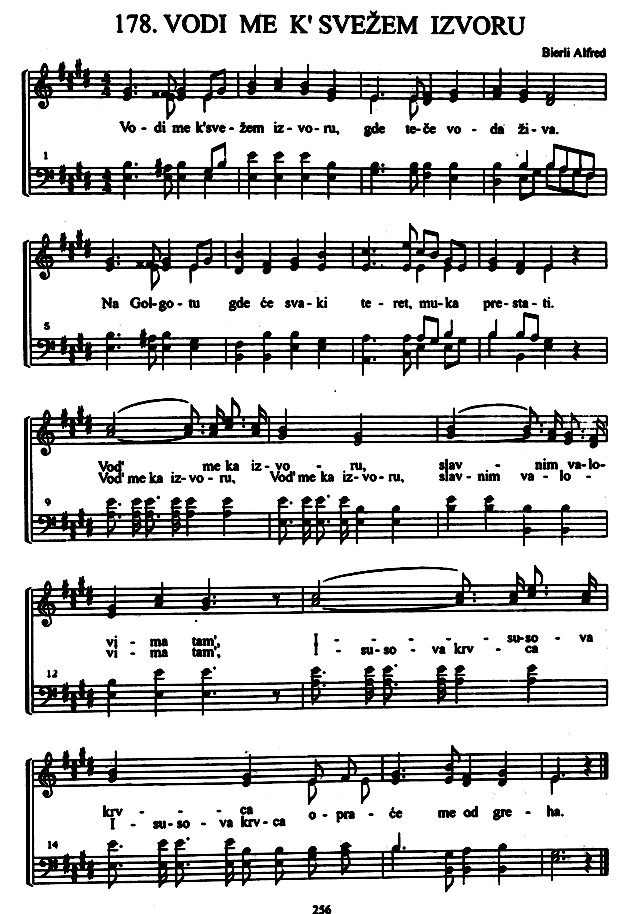 178. VODI ME K' SVEŽEM IZVORU
Bierli Alfred
Vo - di me k'sve - žem iz - vo - ru, gde te - če vo - da ži - va.
1
Na Gol - go - tu gde će sva - ki te - ret, mu - ka pre - sta - ti.
5
Vod' me ka iz - vo - ru, slav - nim va - lo -
Vod' me ka iz - vo - ru, Vod' me ka iz - vo - ru, slav - nim va - lo -
9
vi - ma tam', I - - - - - su - so - va
vi - ma tam', I - su - so - va krv - ca
12
krv - - - ca o - pra - će me od gre - ha.
I - su - so - va krv - ca
14
256